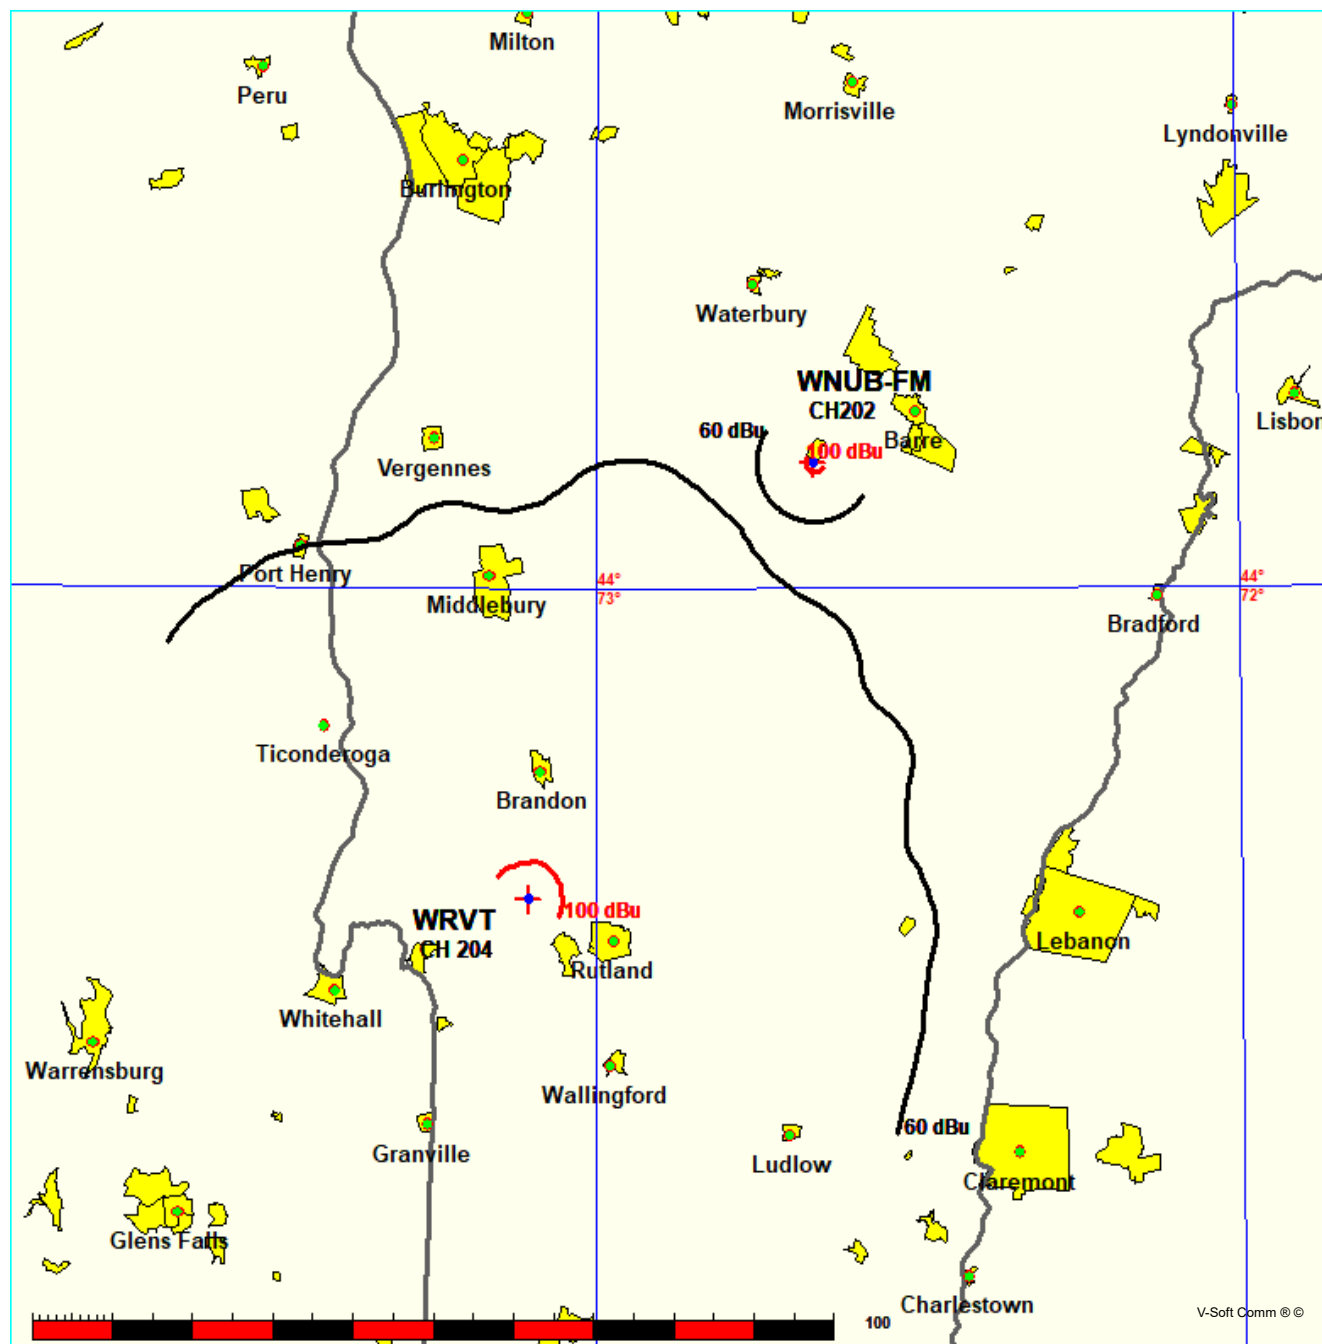 Milton
Peru
Morrisville
Lyndonville
Burlington
Waterbury
WNUB-FM
CH202
Lisbon
60 dBu
Barre
100 dBu
Vergennes
Port Henry
44°
73°
44°
72°
Middlebury
Bradford
Ticonderoga
Brandon
100 dBu
WRVT
CH 204
Lebanon
Rutland
Whitehall
Warrensburg
Wallingford
60 dBu
Granville
Ludlow
Claremont
Glens Falls
Charlestown
100
V-Soft Comm ® ©